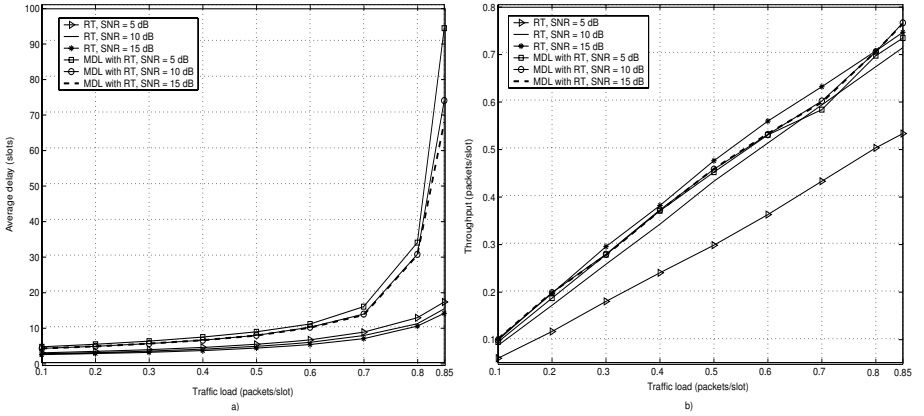 100
90
80
70
60
50
40
30
20
10
0
Average delay (slots)
RT, SNR = 5 dB
RT, SNR = 10 dB
RT, SNR = 15 dB
MDL with RT, SNR = 5 dB
MDL with RT, SNR = 10 dB
MDL with RT, SNR = 15 dB
0.1 0.2 0.3 0.4 0.5 0.6 0.7 0.8 0.85
Traffic load (packets/slot)
a)
0.8
0.7
0.6
0.5
0.4
0.3
0.2
0.1
Throughput (packets/slot)
RT, SNR = 5 dB
RT, SNR = 10 dB
RT, SNR = 15 dB
MDL with RT, SNR = 5 dB
MDL with RT, SNR = 10 dB
MDL with RT, SNR = 15 dB
0.1 0.2 0.3 0.4 0.5 0.6 0.7 0.8 0.85
Traffic load (packets/slot)
b)